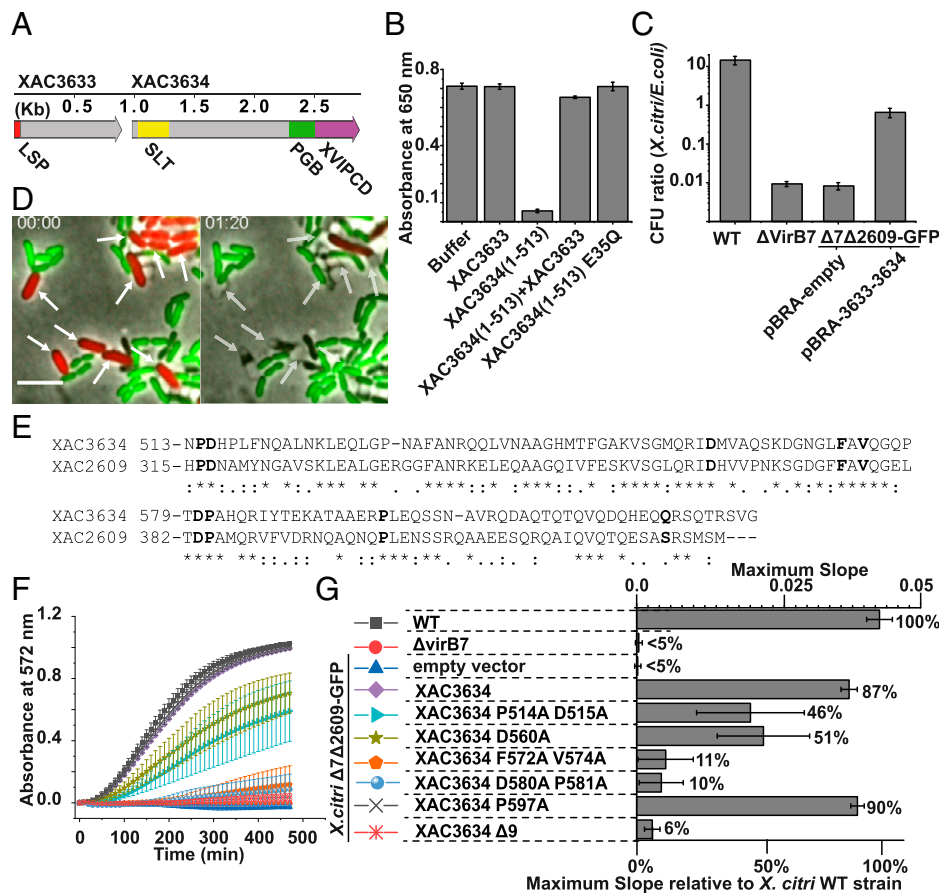 A
XAC3633 XAC3634
(Kb) 0.5 1.0 1.5 2.0 2.5
LSP SLT PGB XVIPCD
B
Absorbance at 650 nm
0.8
0.1
Buffer
XAC3633
XAC3634(1-513)
XAC3634(1-513)+XAC3633
XAC3634(1-513) E35Q
C
CFU ratio (X.citri/E.coli)
10
1
0.1
0.01
WT ΔVirB7 Δ7Δ2609-GFP
pBRA-empty
pBRA-3633-3634
D
00:00 01:20
E
XAC3634 513-NPDHPLFNQALNKLEQLGP-NAFANRQQLVNAAGHMTFGAKVSGMQRIDMVAQSKDGNGLFAVQGQP
XAC2609 315-HPDNAMYNGAVSKLEALGERGGFANRKELEQAAGQIVFESKVSGLQRIDHVVPNKSGDGFFAVQGEL
XAC3634 579-TDPAHQRIYTEKATAAERPLEQSSN-AVRQDAQTQTQVQDQHEQQRSQTRSVG
XAC2609 382-TDPAMQRVFVDRNQAQNQPLENSSRQAAEESQRQAIQVQTQESASRSMSM---
F
Absorbance at 572 nm
1.2
0.8
0.4
0.0
0 100 200 300 400 500
Time (min)
X.citri Δ7Δ2609-GFP
WT
ΔvirB7
empty vector
XAC3634
XAC3634 P514A D515A
XAC3634 D560A
XAC3634 F572A V574A
XAC3634 D580A P581A
XAC3634 P597A
XAC3634 Δ9
G
Maximum Slope
0.0 0.025 0.05
100%
<5%
<5%
87%
46%
51%
11%
10%
90%
6%
0% 50% 100%
Maximum Slope relative to X. citri WT strain